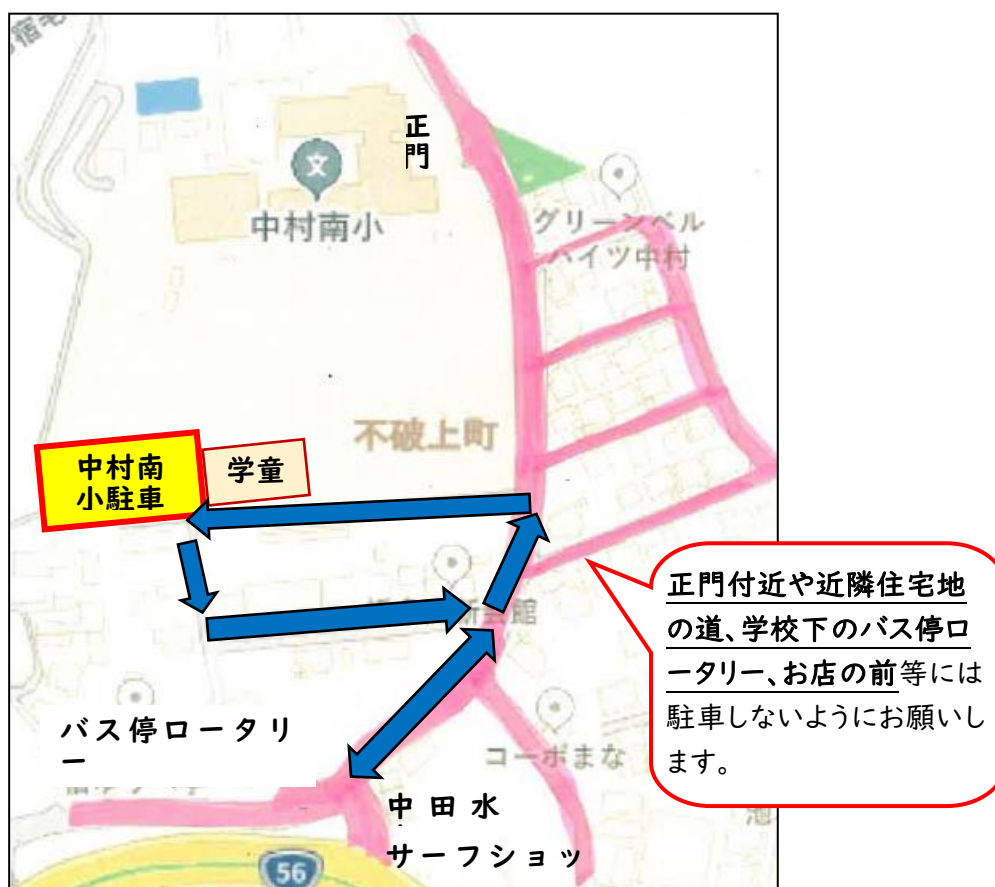 正門
中村南小
グリーンベル
ハイツ中村
不破上町
中村南
小駐車
学童
正門付近や近隣住宅地
の道、学校下のバス停ロ
ータリー、お店の前等には
駐車しないようにお願いし
ます。
バス停ロータリ
ー
コーポまな
中田水
サーフショッ
56